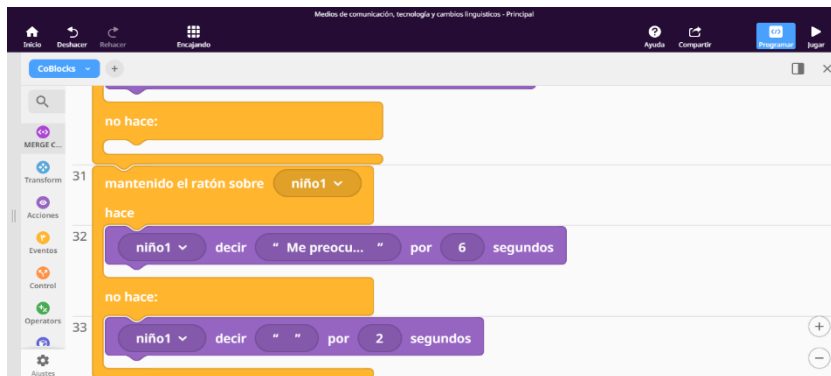 Medios de comunicación, tecnología y cambios linguisticos - Principal
Inicio Deshacer Rehacer Encajando Ayuda Compartir Programar Jugar
CoBlocks +
MERGE C...
no hace:
Transform
31 mantenido el ratón sobre niño1
Acciones
hace
Eventos
32 niño1 decir “ Me preocu... ” por 6 segundos
Control
no hace:
Operators
33 niño1 decir “ ” por 2 segundos
Ajustes